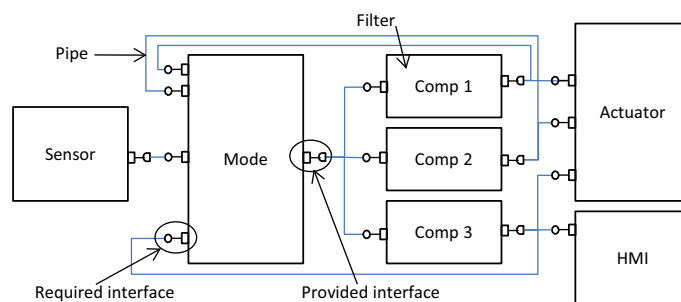 Filter
Pipe
Comp 1
Actuator
Sensor
Mode
Comp 2
Comp 3
HMI
Required interface
Provided interface